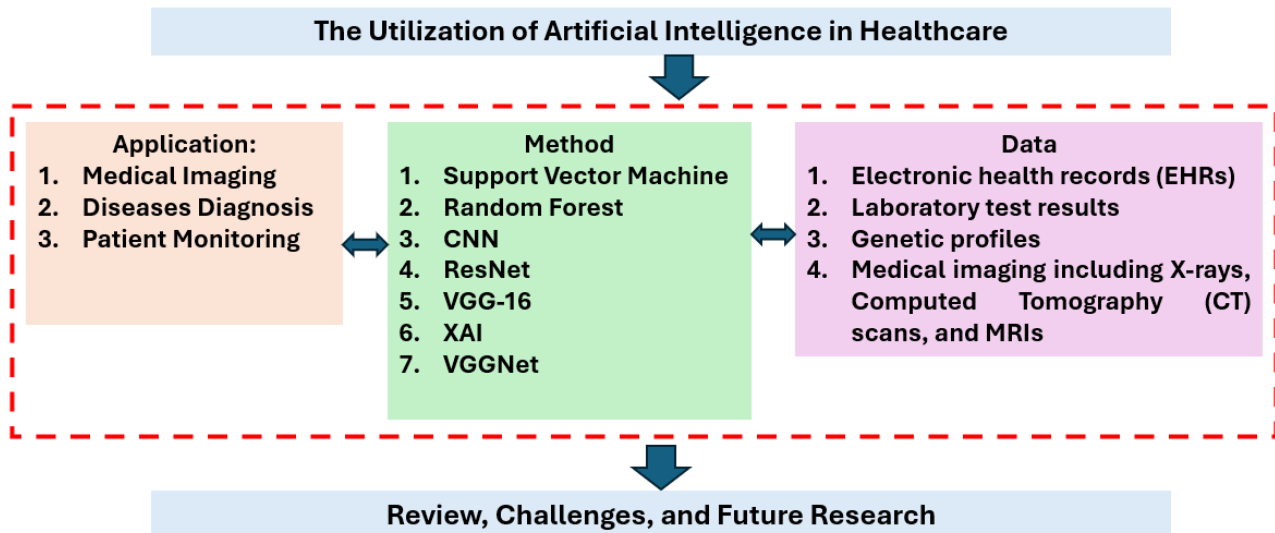 The Utilization of Artificial Intelligence in Healthcare
Application:
1. Medical Imaging
2. Diseases Diagnosis
3. Patient Monitoring
Method
1. Support Vector Machine
2. Random Forest
3. CNN
4. ResNet
5. VGG-16
6. XAI
7. VGGNet
Data
1. Electronic health records (EHRs)
2. Laboratory test results
3. Genetic profiles
4. Medical imaging including X-rays,
Computed Tomography (CT)
scans, and MRIs
Review, Challenges, and Future Research